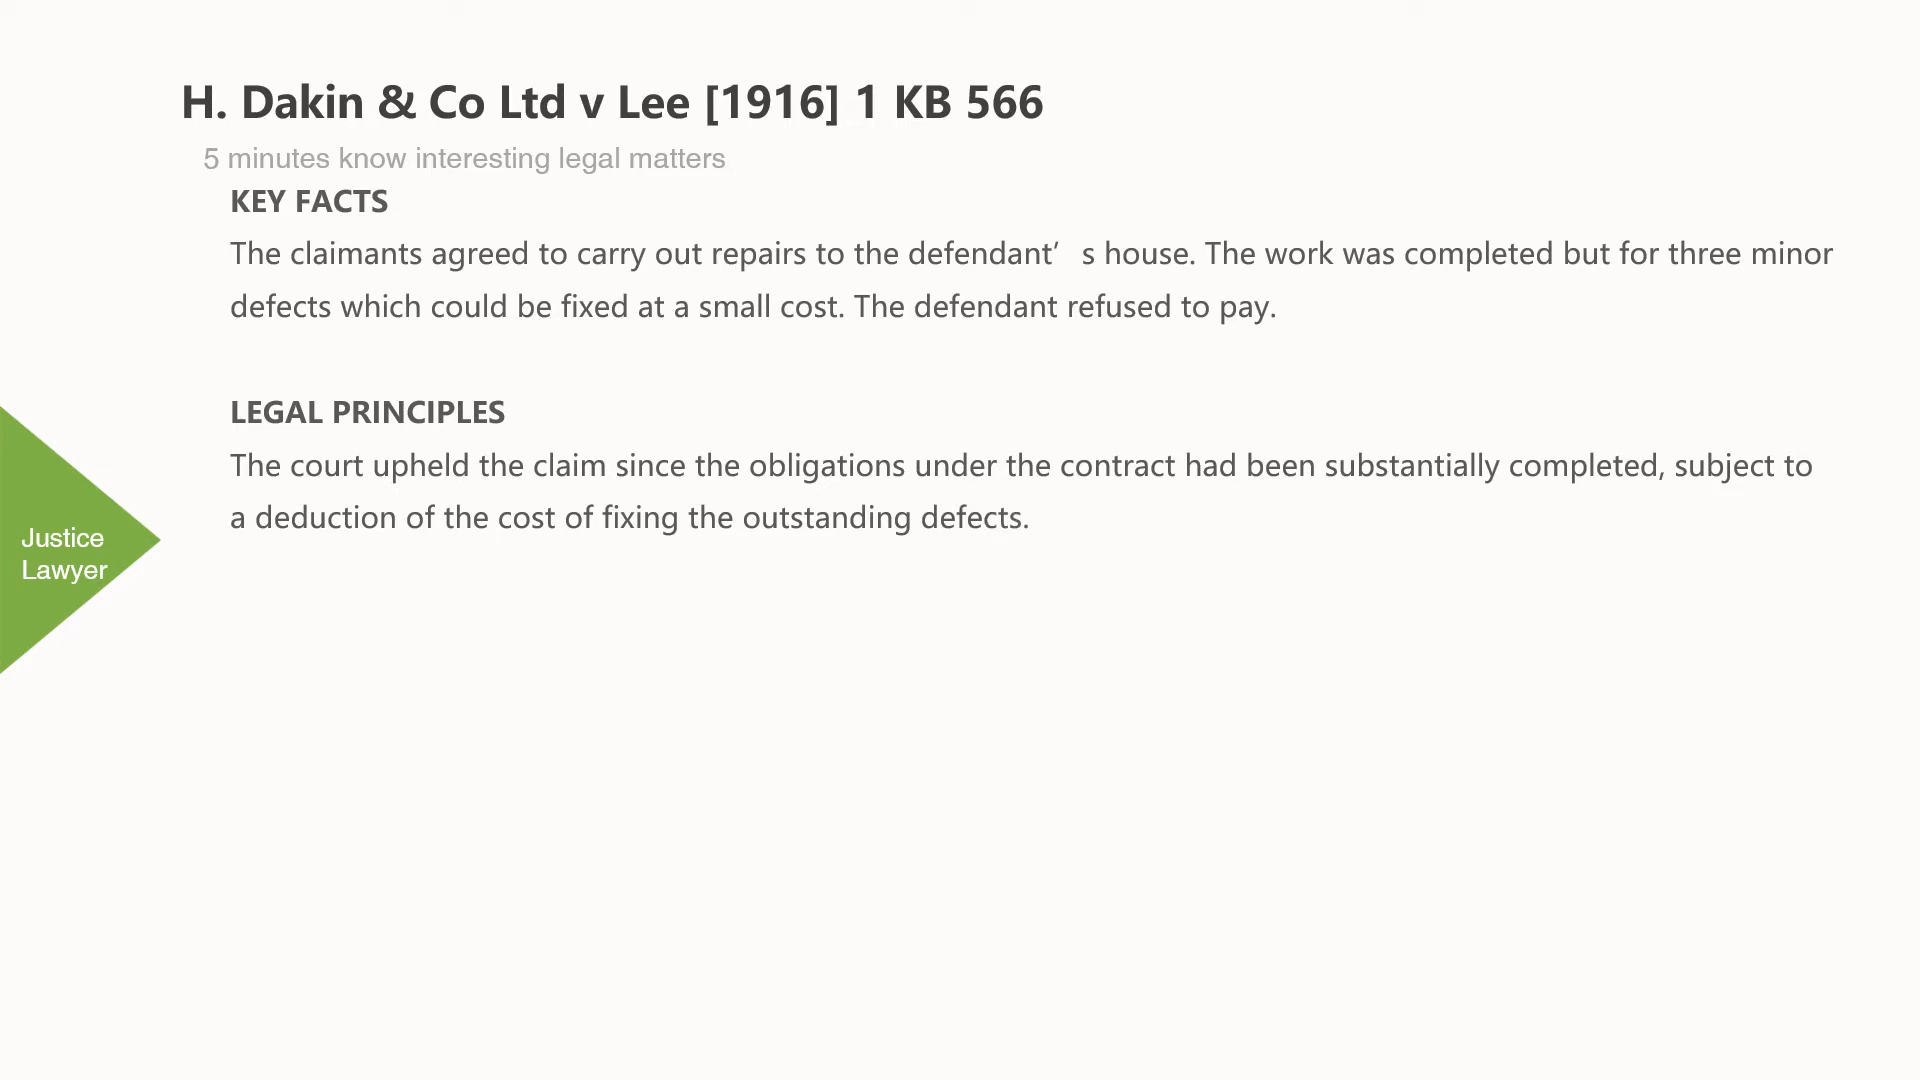 H. Dakin & Co Ltd v Lee [1916] 1 KB 566
5 minutes know interesting legal matters
KEY FACTS
The claimants agreed to carry out repairs to the defendant’s house. The work was completed but for three minor
defects which could be fixed at a small cost. The defendant refused to pay.
LEGAL PRINCIPLES
The court upheld the claim since the obligations under the contract had been substantially completed, subject to
a deduction of the cost of fixing the outstanding defects.
Justice
Lawyer